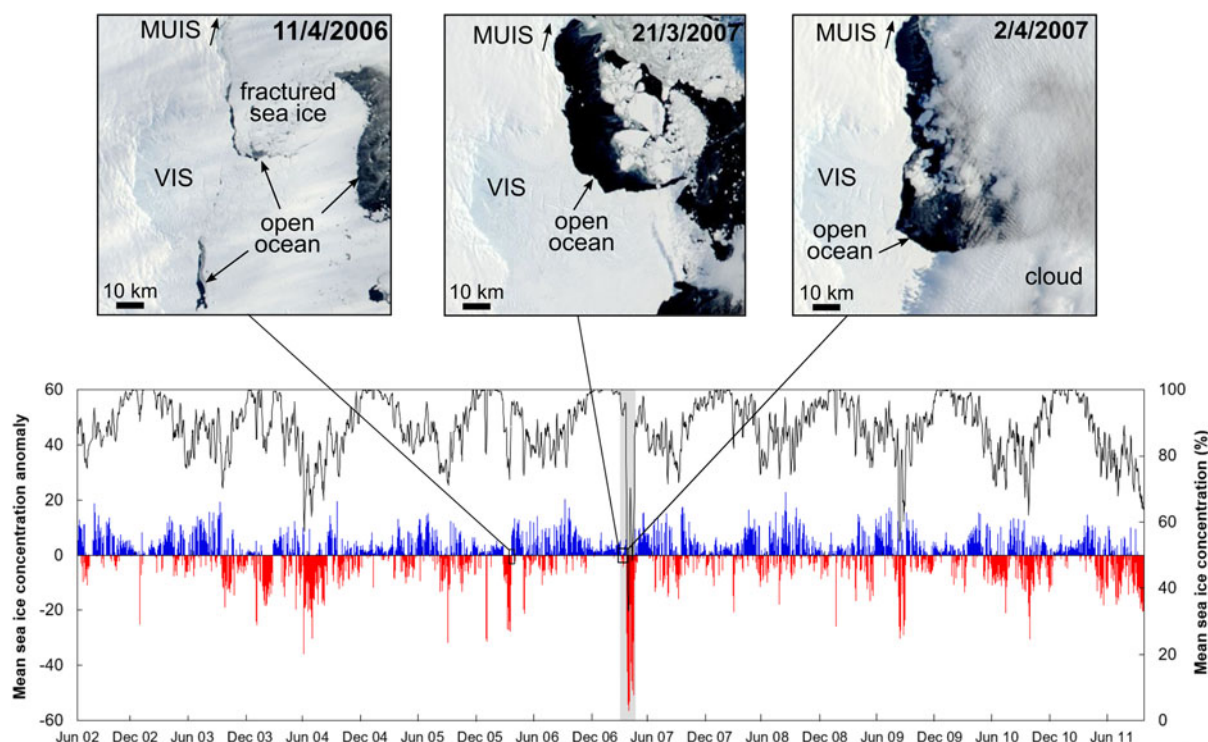 MUIS
11/4/2006
fractured
sea ice
VIS
open
ocean
10 km
MUIS
21/3/2007
VIS
open
ocean
10 km
MUIS
2/4/2007
VIS
open
ocean
cloud
10 km
Mean sea ice concentration anomaly
60
40
20
0
-20
-40
-60
100
80
60
40
20
0
Mean sea ice concentration (%)
Jun 02 Dec 02 Jun 03 Dec 03 Jun 04 Dec 04 Jun 05 Dec 05 Jun 06 Dec 06 Jun 07 Dec 07 Jun 08 Dec 08 Jun 09 Dec 09 Jun 10 Dec 10 Jun 11